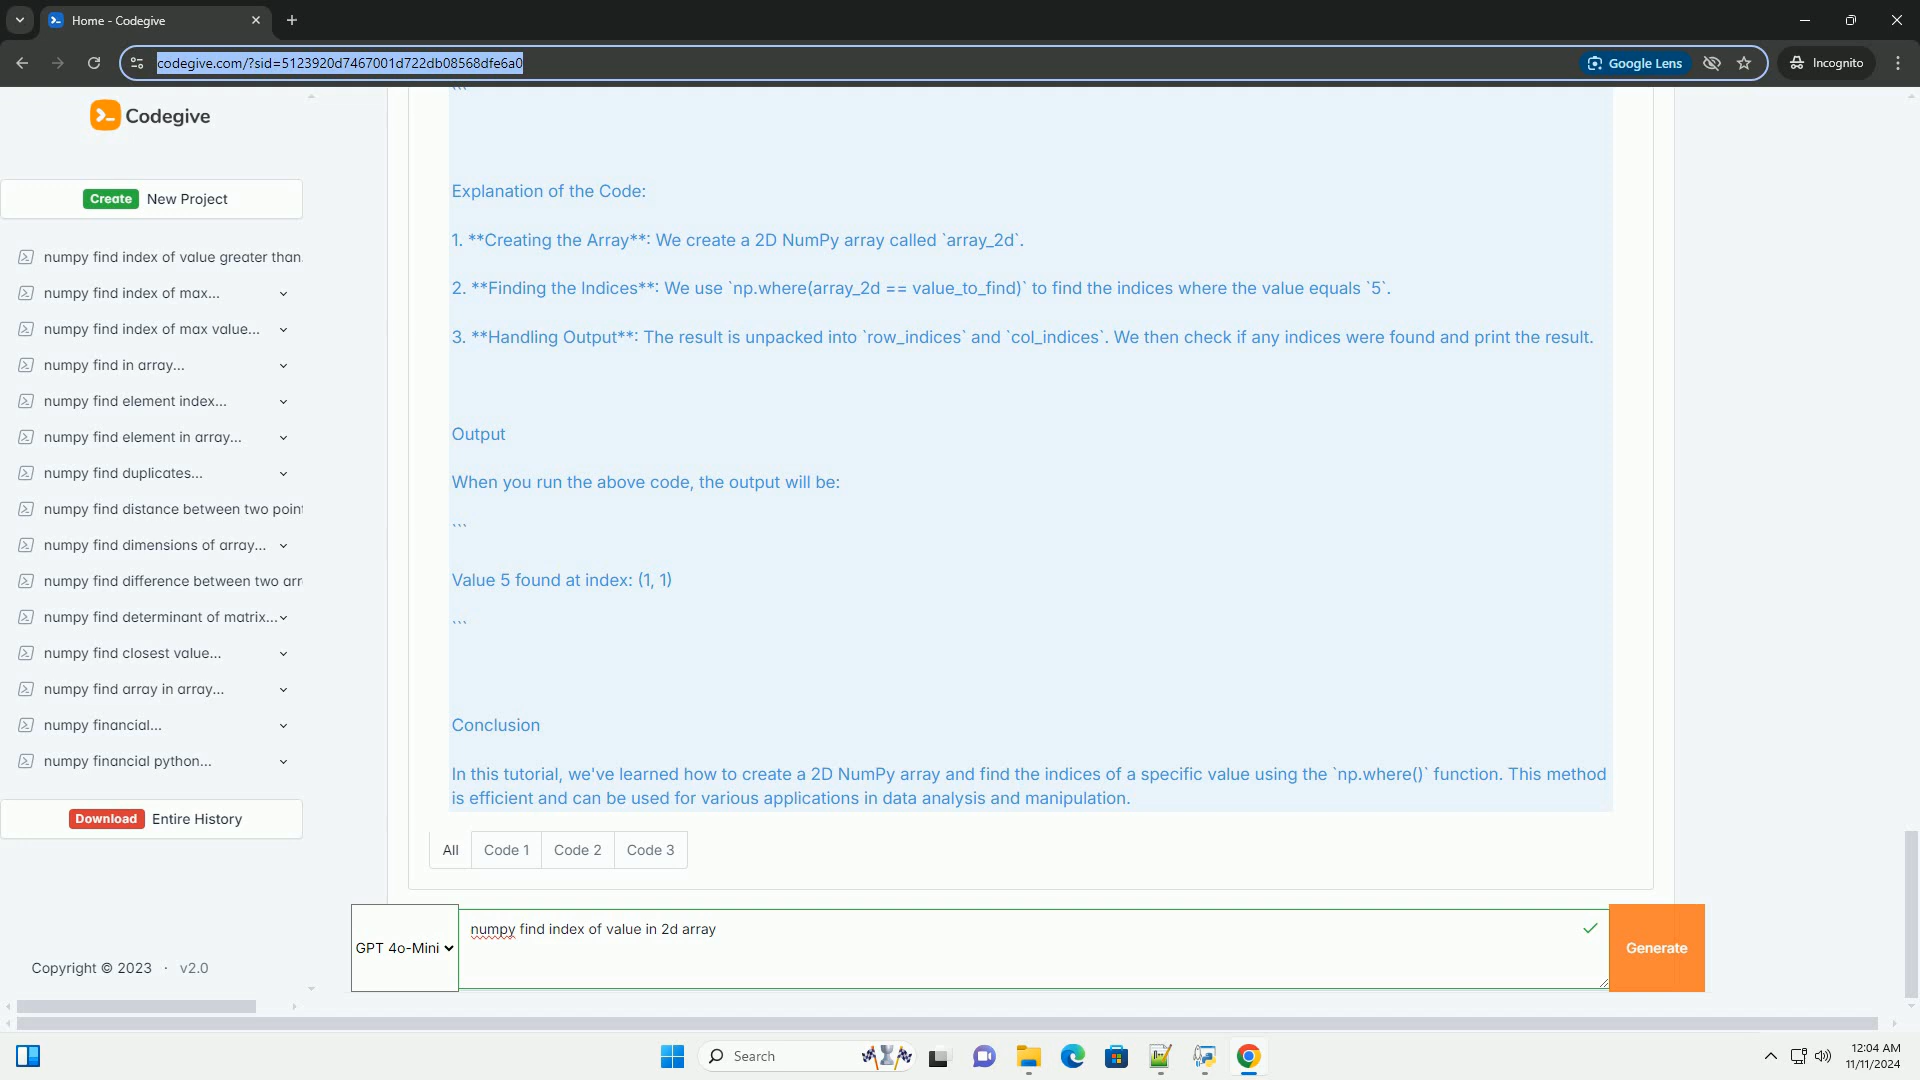 Home - Codegive
codegive.com/?sid=5123920d7467001d722db08568dfe6a0
Google Lens
Incognito
Codegive
Create New Project
numpy find index of value greater than.
numpy find index of max...
numpy find index of max value...
numpy find in array...
numpy find element index...
numpy find element in array...
numpy find duplicates...
numpy find distance between two point
numpy find dimensions of array...
numpy find difference between two arr
numpy find determinant of matrix...
numpy find closest value...
numpy find array in array...
numpy financial...
numpy financial python...
Download Entire History
Copyright © 2023 · v2.0
```
Explanation of the Code:
1. **Creating the Array**: We create a 2D NumPy array called `array_2d`.
2. **Finding the Indices**: We use `np.where(array_2d == value_to_find)` to find the indices where the value equals `5`.
3. **Handling Output**: The result is unpacked into `row_indices` and `col_indices`. We then check if any indices were found and print the result.
Output
When you run the above code, the output will be:
```
Value 5 found at index: (1, 1)
```
Conclusion
In this tutorial, we've learned how to create a 2D NumPy array and find the indices of a specific value using the `np.where()` function. This method
is efficient and can be used for various applications in data analysis and manipulation.
All Code 1 Code 2 Code 3
GPT 4o-Mini
numpy find index of value in 2d array
Generate
Search
12:04 AM
11/11/2024